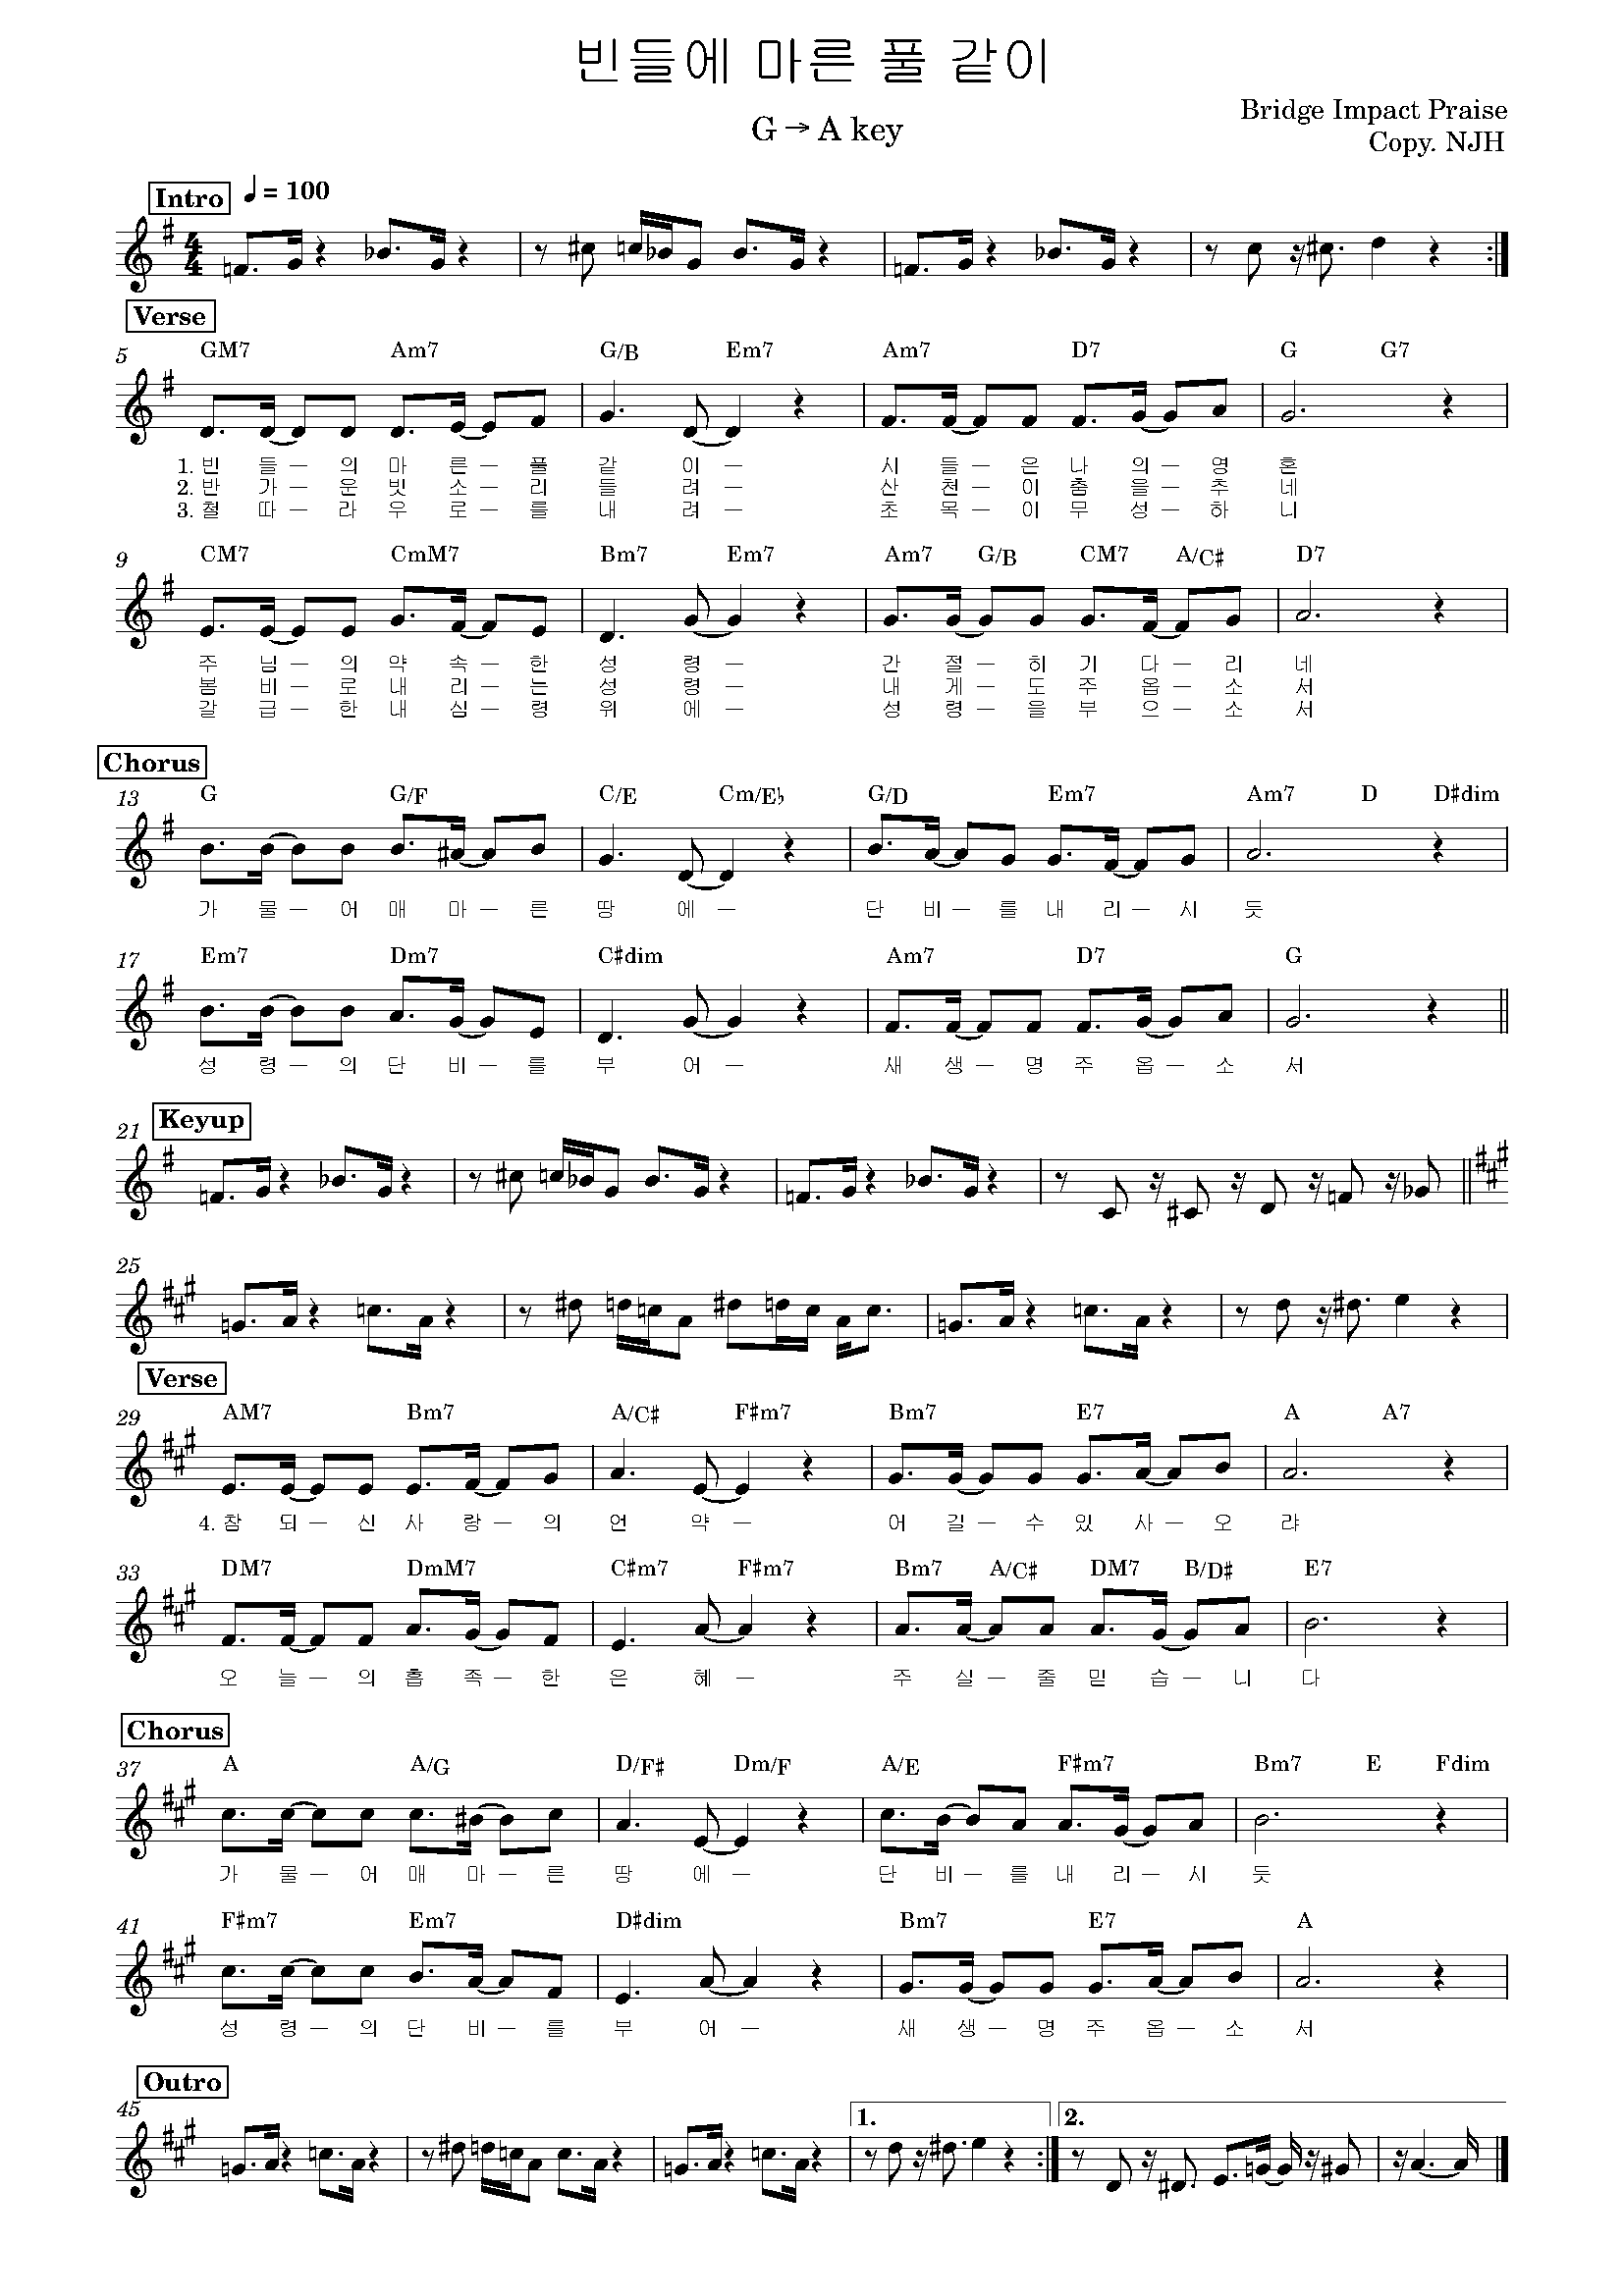 빈들에 마른 풀 같이
G → A key
Bridge Impact Praise
Copy. NJH
Intro ♩ = 100
4
4
Verse
5 GM7 Am7 G/B Em7 Am7 D7 G G7
1. 빈 들 – 의 마 른 – 풀 같 이 – 시 들 – 은 나 의 – 영 혼
2. 반 가 – 운 빗 소 – 리 들 려 – 산 천 – 이 춤 을 – 추 네
3. 철 따 – 라 우 로 – 를 내 려 – 초 목 – 이 무 성 – 하 니
9 CM7 CmM7 Bm7 Em7 Am7 G/B CM7 A/C♯ D7
주 님 – 의 약 속 – 한 성 령 – 간 절 – 히 기 다 – 리 네
봄 비 – 로 내 리 – 는 성 령 – 내 게 – 도 주 옵 – 소 서
갈 급 – 한 내 심 – 령 위 에 – 성 령 – 을 부 으 – 소 서
Chorus
13 G G/F C/E Cm/E♭ G/D Em7 Am7 D D♯dim
가 물 – 어 매 마 – 른 땅 에 – 단 비 – 를 내 리 – 시 듯
17 Em7 Dm7 C♯dim Am7 D7 G
성 령 – 의 단 비 – 를 부 어 – 새 생 – 명 주 옵 – 소 서
Keyup
21
25
Verse
29 AM7 Bm7 A/C♯ F♯m7 Bm7 E7 A A7
4. 참 되 – 신 사 랑 – 의 언 약 – 어 길 – 수 있 사 – 오 랴
33 DM7 DmM7 C♯m7 F♯m7 Bm7 A/C♯ DM7 B/D♯ E7
오 늘 – 의 흡 족 – 한 은 혜 – 주 실 – 줄 믿 습 – 니 다
Chorus
37 A A/G D/F♯ Dm/F A/E F♯m7 Bm7 E Fdim
가 물 – 어 매 마 – 른 땅 에 – 단 비 – 를 내 리 – 시 듯
41 F♯m7 Em7 D♯dim Bm7 E7 A
성 령 – 의 단 비 – 를 부 어 – 새 생 – 명 주 옵 – 소 서
Outro
45 1. 2.